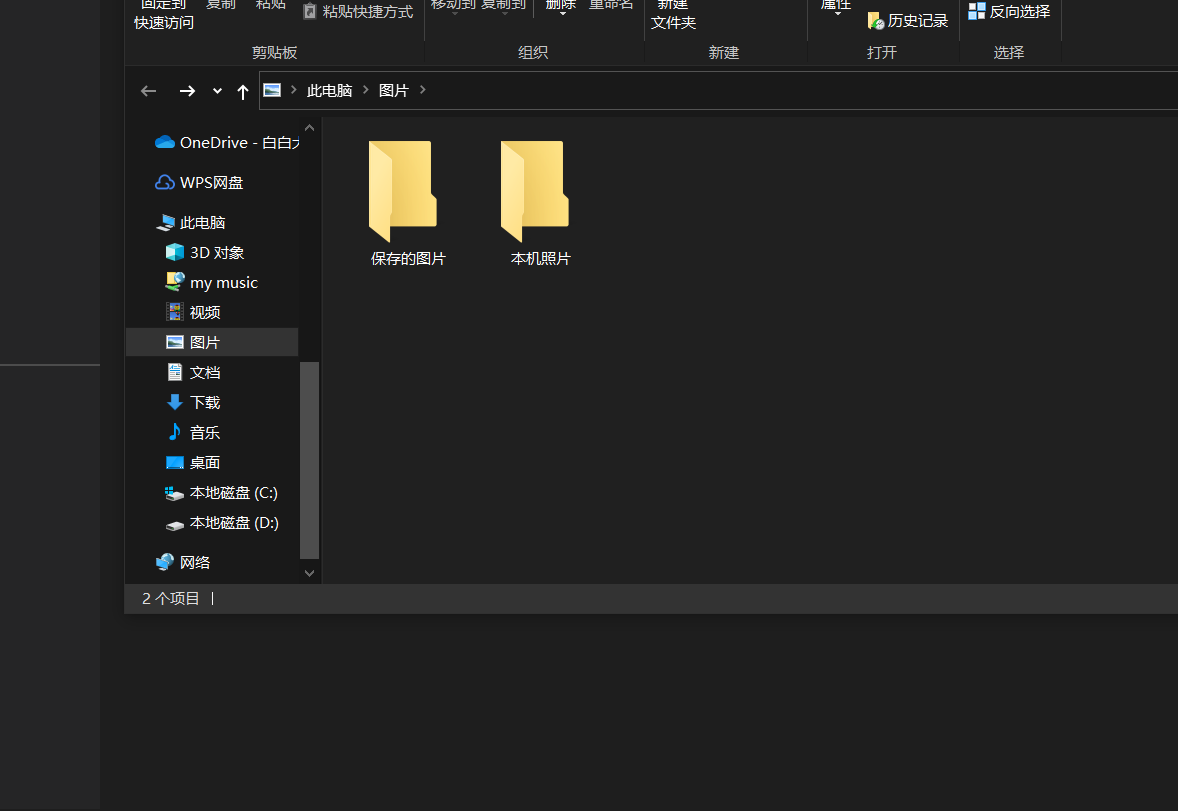 固定到
快速访问
复制
粘贴
粘贴快捷方式
移动到
复制到
删除
重命名
新建
文件夹
属性
历史记录
反向选择
剪贴板
组织
新建
打开
选择
此电脑
图片
OneDrive - 白白
WPS网盘
此电脑
3D 对象
my music
视频
图片
文档
下载
音乐
桌面
本地磁盘 (C:)
本地磁盘 (D:)
网络
保存的图片
本机照片
2 个项目